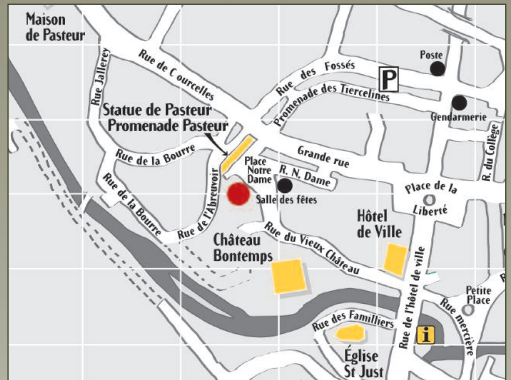 Maison
de Pasteur
Rue Jallerey
Rue de Courcelles
Rue des Fossés
Poste
P
Promenade des Tiercelines
Gendarmerie
Statue de Pasteur
Promenade Pasteur
R. du College
Rue de la Bourre
Grande rue
Place
Notre
Dame
R. N. Dame
Salle des fêtes
Place de la
Liberté
Rue de la Bourre
Rue de l'Abreuvoir
Hôtel
de Ville
Château
Bontemps
Rue du Vieux Château
Rue de l'hôtel de ville
Petite
Place
Rue mercière
Rue des Familliers
i
Église
St Just
R